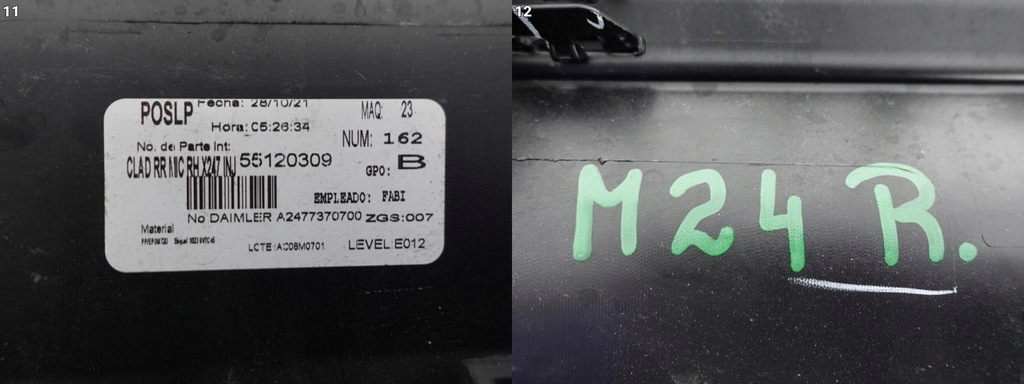 11
POSLP Fecha: 28/10/21 MAQ: 23
Hora: 05:26:34 NUM: 162
No. de Parte Int:
CLAD RR MIC RH X247 INJ 55120309 GPO: B
EMPLEADO: FABI
No DAIMLER A2477370700 ZGS:007
Material
LCTE:AC08M0701 LEVEL:E012
12
M24 R.